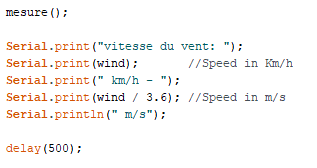 mesure();
Serial.print("vitesse du vent: ");
Serial.print(wind); //Speed in Km/h
Serial.print(" km/h - ");
Serial.print(wind / 3.6); //Speed in m/s
Serial.println(" m/s");
delay(500);